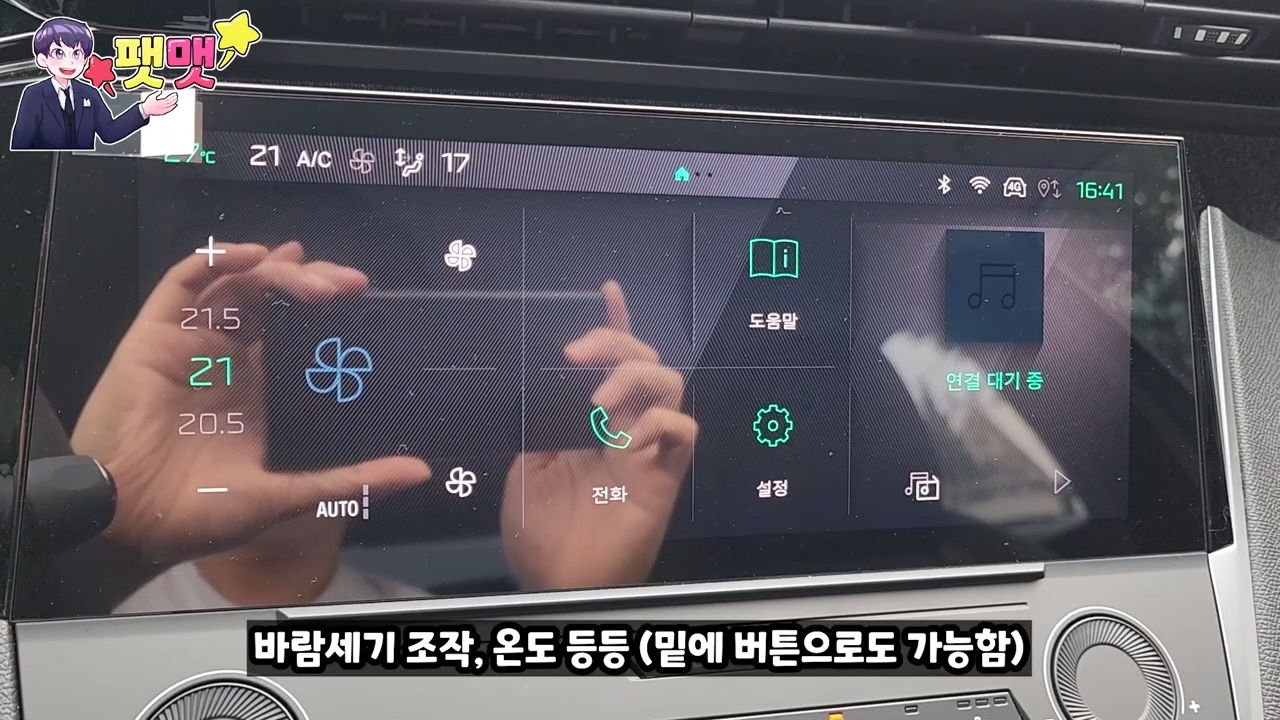 팻맷
21 A/C 17
4G
16:41
21.5
21
20.5
AUTO
도움말
전화
설정
연결 대기 중
바람세기 조작, 온도 등등 (밑에 버튼으로도 가능함)